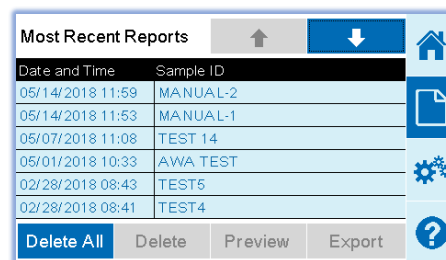 Most Recent Reports
Date and Time Sample ID
05/14/2018 11:59 MANUAL-2
05/14/2018 11:53 MANUAL-1
05/07/2018 11:08 TEST 14
05/01/2018 10:33 AWA TEST
02/28/2018 08:43 TEST5
02/28/2018 08:41 TEST4
Delete All Delete Preview Export
?